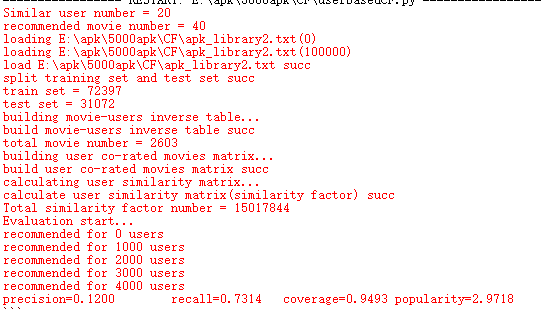 RESTART: E:\apk\5000apk\CF\userbasedCF.py
Similar user number = 20
recommended movie number = 40
loading E:\apk\5000apk\CF\apk_library2.txt(0)
loading E:\apk\5000apk\CF\apk_library2.txt(100000)
load E:\apk\5000apk\CF\apk_library2.txt succ
split training set and test set succ
train set = 72397
test set = 31072
building movie-users inverse table...
build movie-users inverse table succ
total movie number = 2603
building user co-rated movies matrix...
build user co-rated movies matrix succ
calculating user similarity matrix...
calculate user similarity matrix(similarity factor) succ
Total similarity factor number = 15017844
Evaluation start...
recommended for 0 users
recommended for 1000 users
recommended for 2000 users
recommended for 3000 users
recommended for 4000 users
precision=0.1200 recall=0.7314 coverage=0.9493 popularity=2.9718